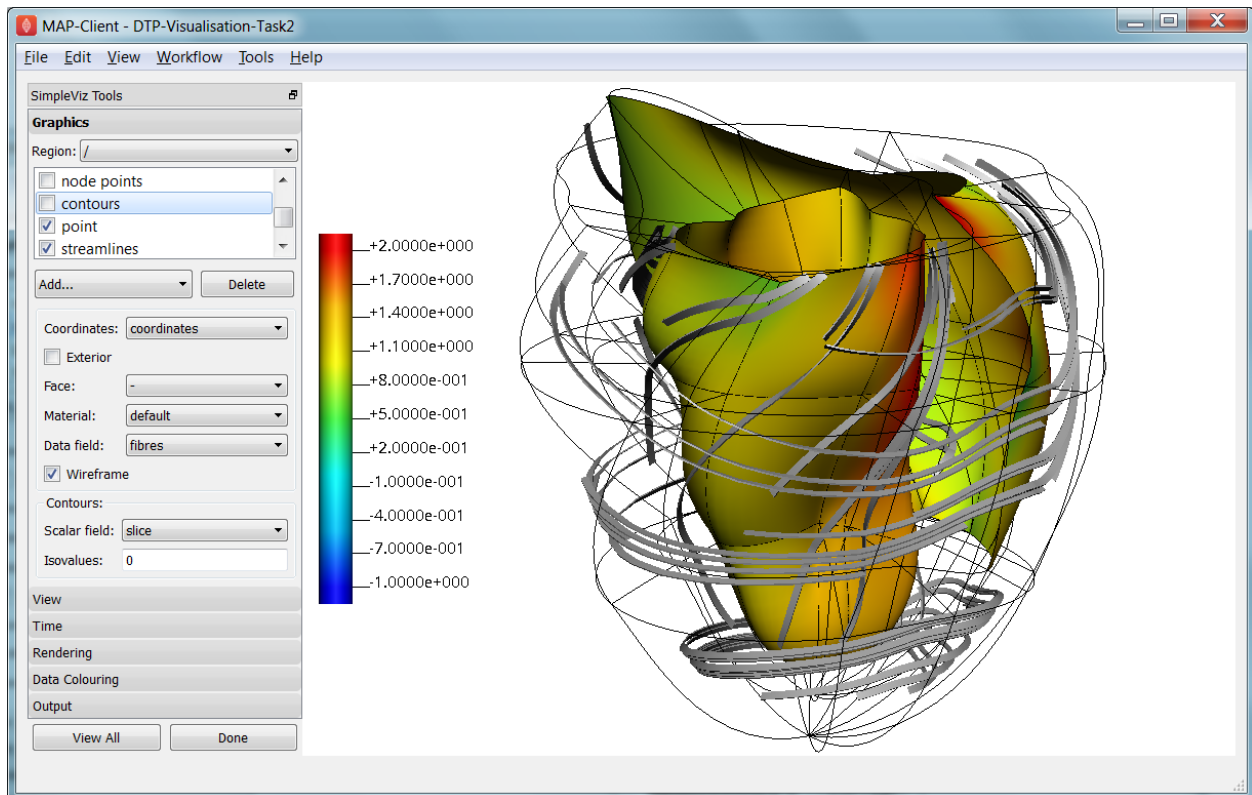 MAP-Client - DTP-Visualisation-Task2
File Edit View Workflow Tools Help
SimpleViz Tools
Graphics
Region: /
node points
contours
point
streamlines
Add... Delete
Coordinates: coordinates
Exterior
Face: -
Material: default
Data field: fibres
Wireframe
Contours:
Scalar field: slice
Isovalues: 0
View
Time
Rendering
Data Colouring
Output
View All Done
+2.0000e+000
+1.7000e+000
+1.4000e+000
+1.1000e+000
+8.0000e-001
+5.0000e-001
+2.0000e-001
-1.0000e-001
-4.0000e-001
-7.0000e-001
-1.0000e+000